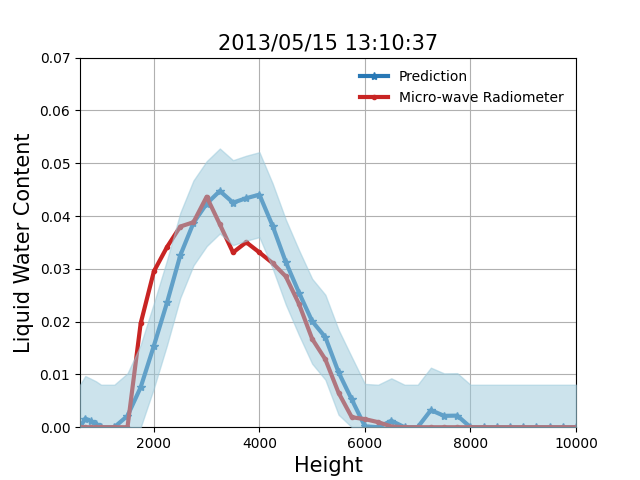 2013/05/15 13:10:37
Prediction
Micro-wave Radiometer
Liquid Water Content
0.07
0.06
0.05
0.04
0.03
0.02
0.01
0.00
2000 4000 6000 8000 10000
Height